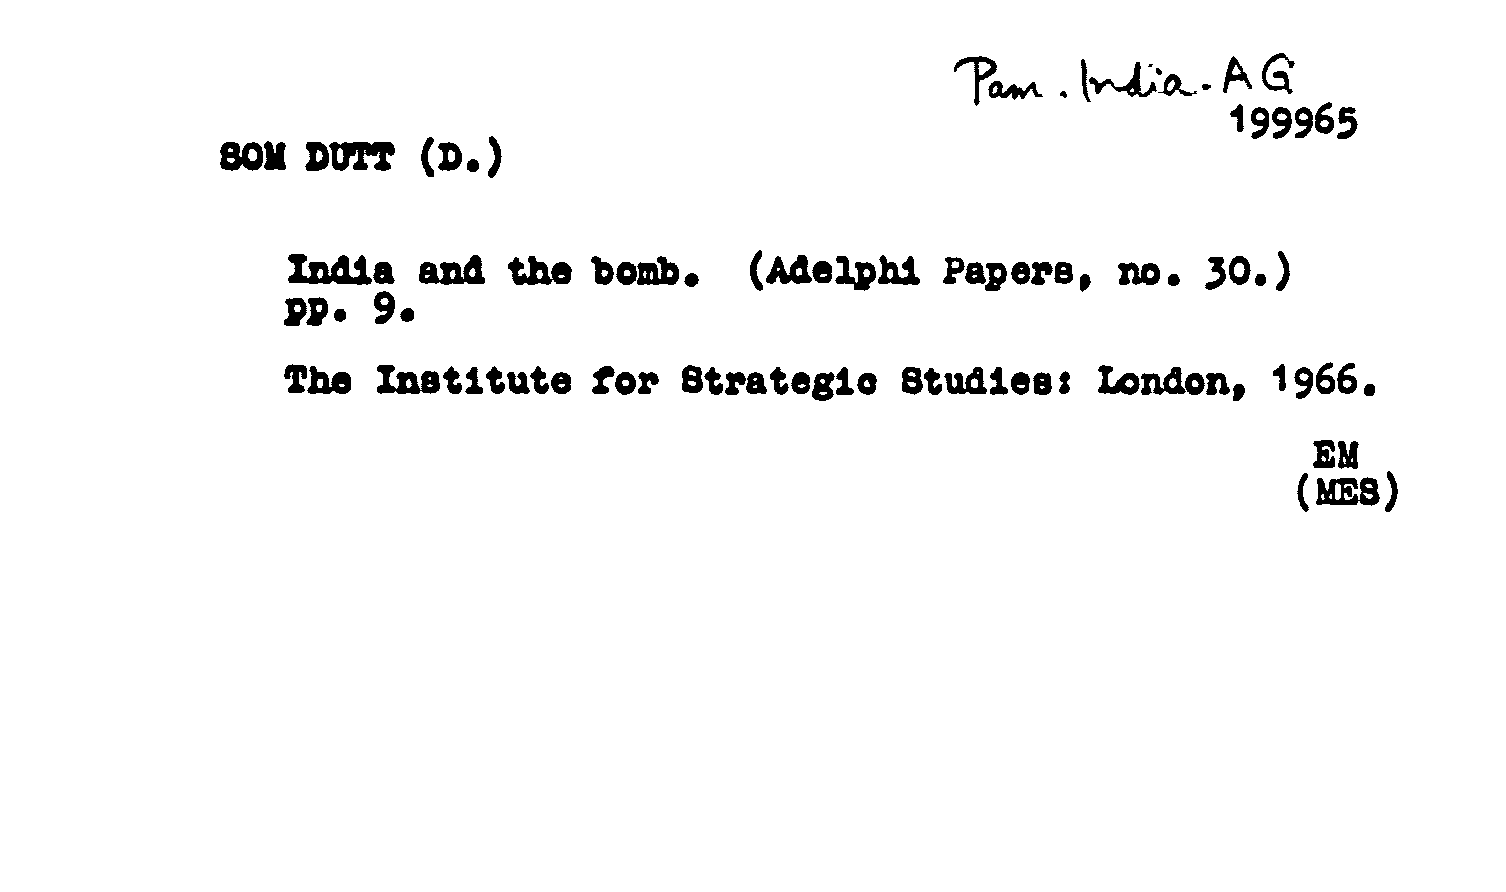 Pam. India. AG
199965
SOM DUTT (D.)
India and the bomb. (Adelphi Papers, no. 30.)
pp. 9.
The Institute for Strategic Studies: London, 1966.
EM
(MES)